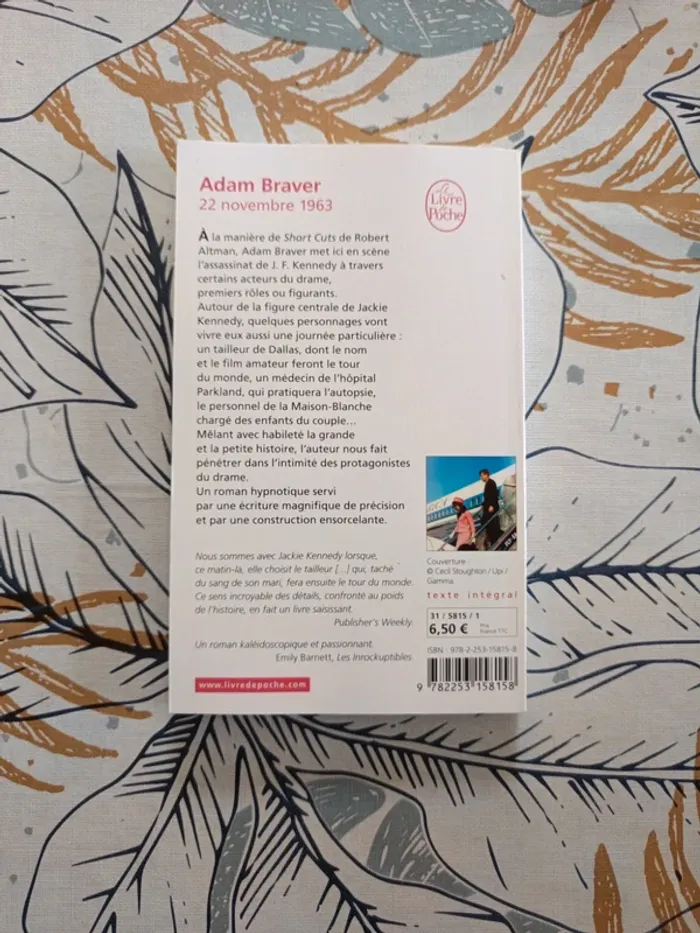 Adam Braver
22 novembre 1963
Le
Livre
de
Poche
À la manière de Short Cuts de Robert
Altman, Adam Braver met ici en scène
l'assassinat de J. F. Kennedy à travers
certains acteurs du drame,
premiers rôles ou figurants.
Autour de la figure centrale de Jackie
Kennedy, quelques personnages vont
vivre eux aussi une journée particulière :
un tailleur de Dallas, dont le nom
et le film amateur feront le tour
du monde, un médecin de l'hôpital
Parkland, qui pratiquera l'autopsie,
le personnel de la Maison-Blanche
chargé des enfants du couple...
Mêlant avec habileté la grande
et la petite histoire, l'auteur nous fait
pénétrer dans l'intimité des protagonistes
du drame.
Un roman hypnotique servi
par une écriture magnifique de précision
et par une construction ensorcelante.
Nous sommes avec Jackie Kennedy lorsque,
ce matin-là, elle choisit le tailleur [...] qui, taché
du sang de son mari, fera ensuite le tour du monde.
Ce sens incroyable des détails, confronté au poids
de l'histoire, en fait un livre saisissant.
Publisher's Weekly.
Un roman kaléidoscopique et passionnant.
Emily Barnett, Les Inrockuptibles.
www.livredepoche.com
Couverture :
© Cecil Stoughton / Upi /
Gamma.
texte intégral
31 / 5815 / 1
6,50 € Prix
France TTC
ISBN : 978-2-253-15815-8
9 782253 158158